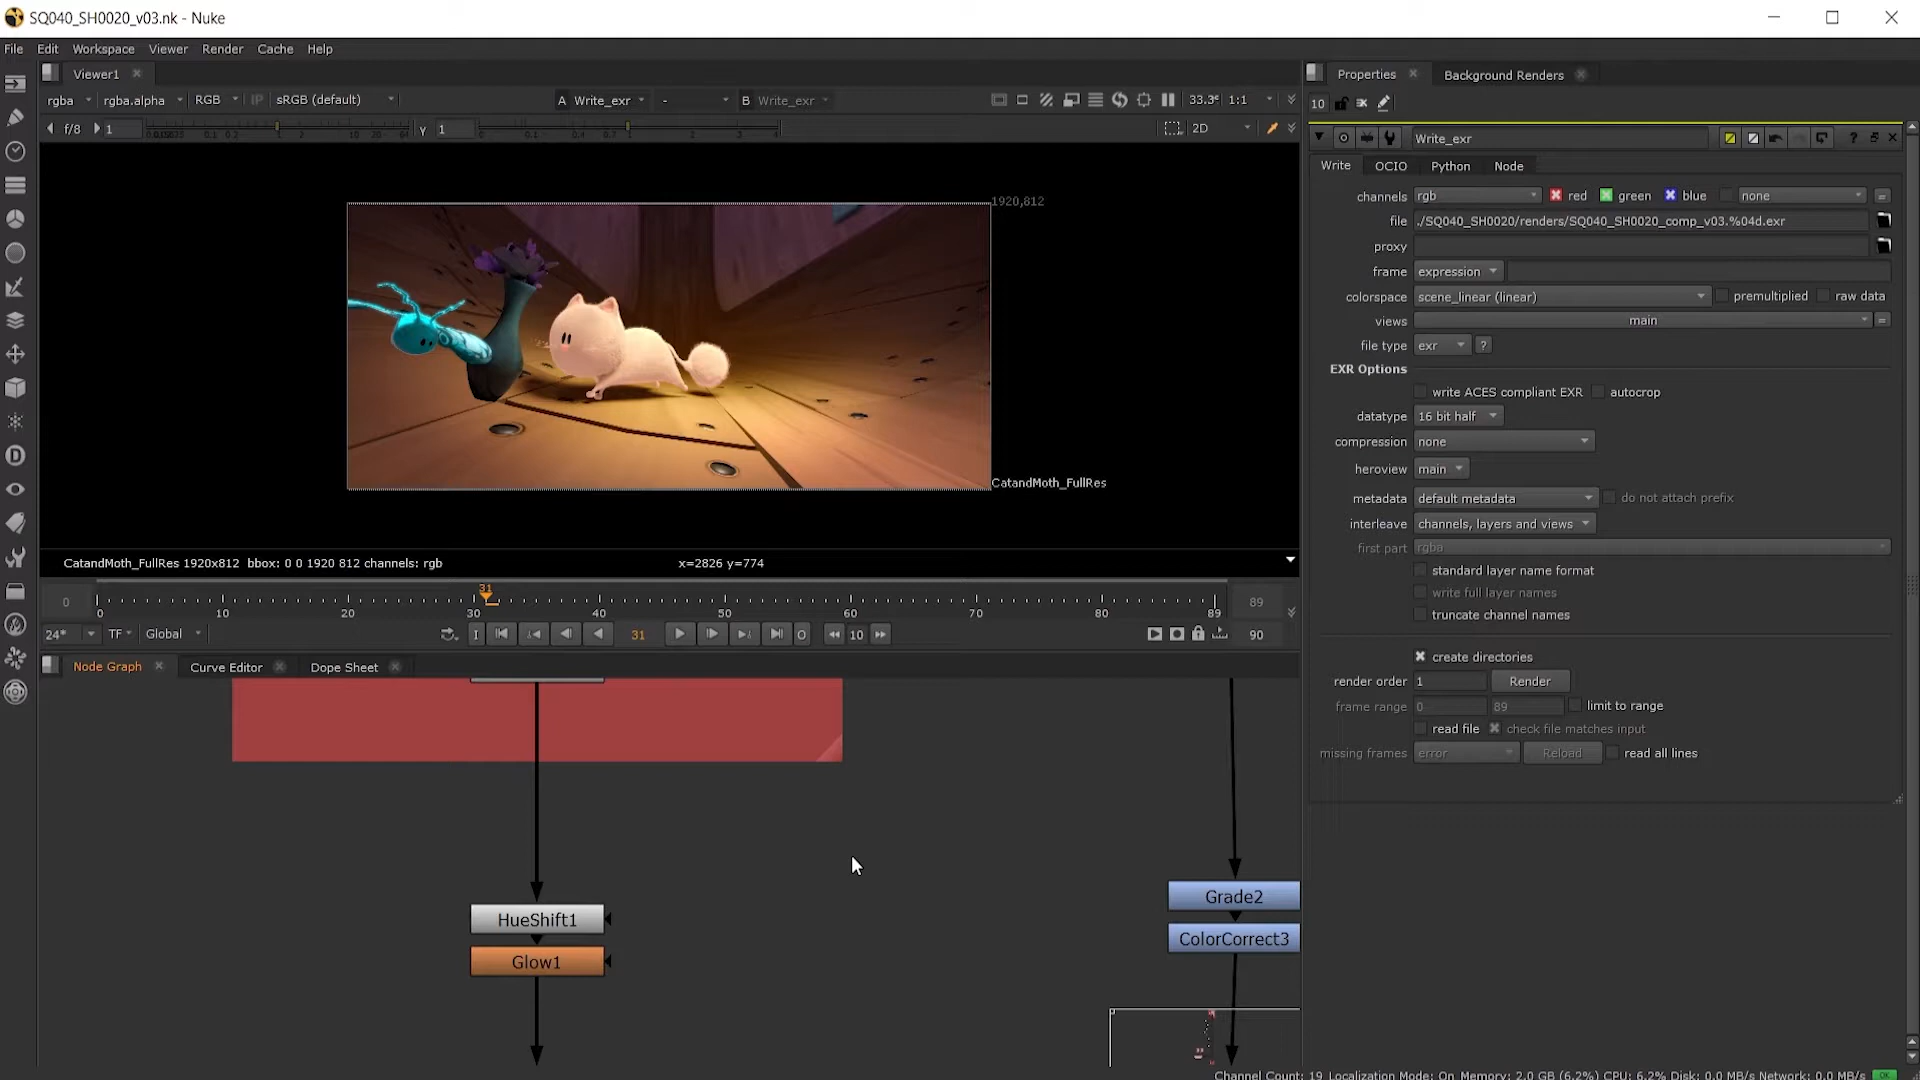 SQ040_SH0020_v03.nk - Nuke
File Edit Workspace Viewer Render Cache Help
Viewer1
rgba rgba.alpha RGB IP sRGB (default) A Write_exr - B Write_exr 1:1
f/8 1 Y 1 2D
1920,812
CatandMoth_FullRes
CatandMoth_FullRes 1920x812 bbox: 0 0 1920 812 channels: rgb x=2826 y=774
31
0 0 10 20 30 40 50 60 70 80 89 89
24* TF Global I 31 O 10 90
Node Graph Curve Editor Dope Sheet
HueShift1
Glow1
Grade2
ColorCorrect3
Properties Background Renders
10
Write_exr
Write OCIO Python Node
channels rgb red green blue none
file ./SQ040_SH0020/renders/SQ040_SH0020_comp_v03.%04d.exr
proxy
frame expression
colorspace scene_linear (linear) premultiplied raw data
views main
file type exr ?
EXR Options
write ACES compliant EXR autocrop
datatype 16 bit half
compression none
heroview main
metadata default metadata do not attach prefix
interleave channels, layers and views
first part rgba
standard layer name format
write full layer names
truncate channel names
create directories
render order 1 Render
frame range 0 89 limit to range
read file check file matches input
missing frames error Reload read all lines
Channel Count: 19 Localization Mode: On Memory: 2.0 GB (6.2%) CPU: 6.2% Disk: 0.0 MB/s Network: 0.0 MB/s